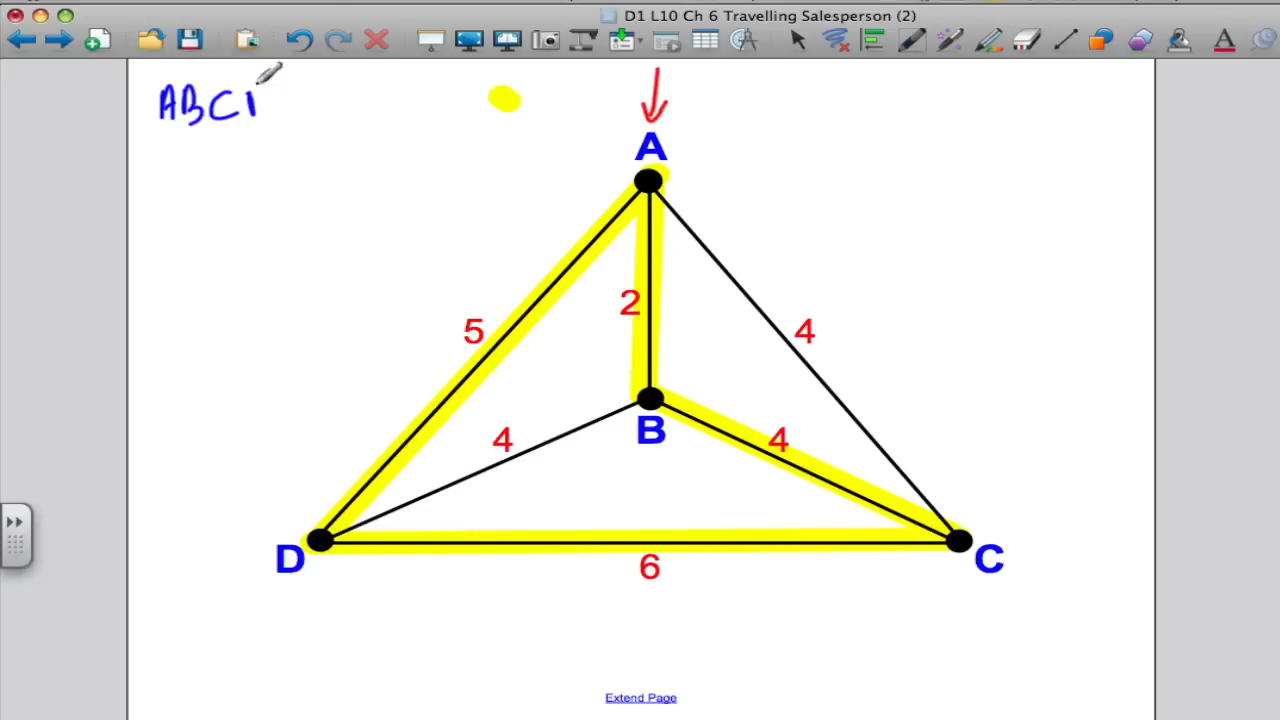 D1 L10 Ch 6 Travelling Salesperson (2)
ABC
A
5
2
4
B
4
4
D
6
C
Extend Page